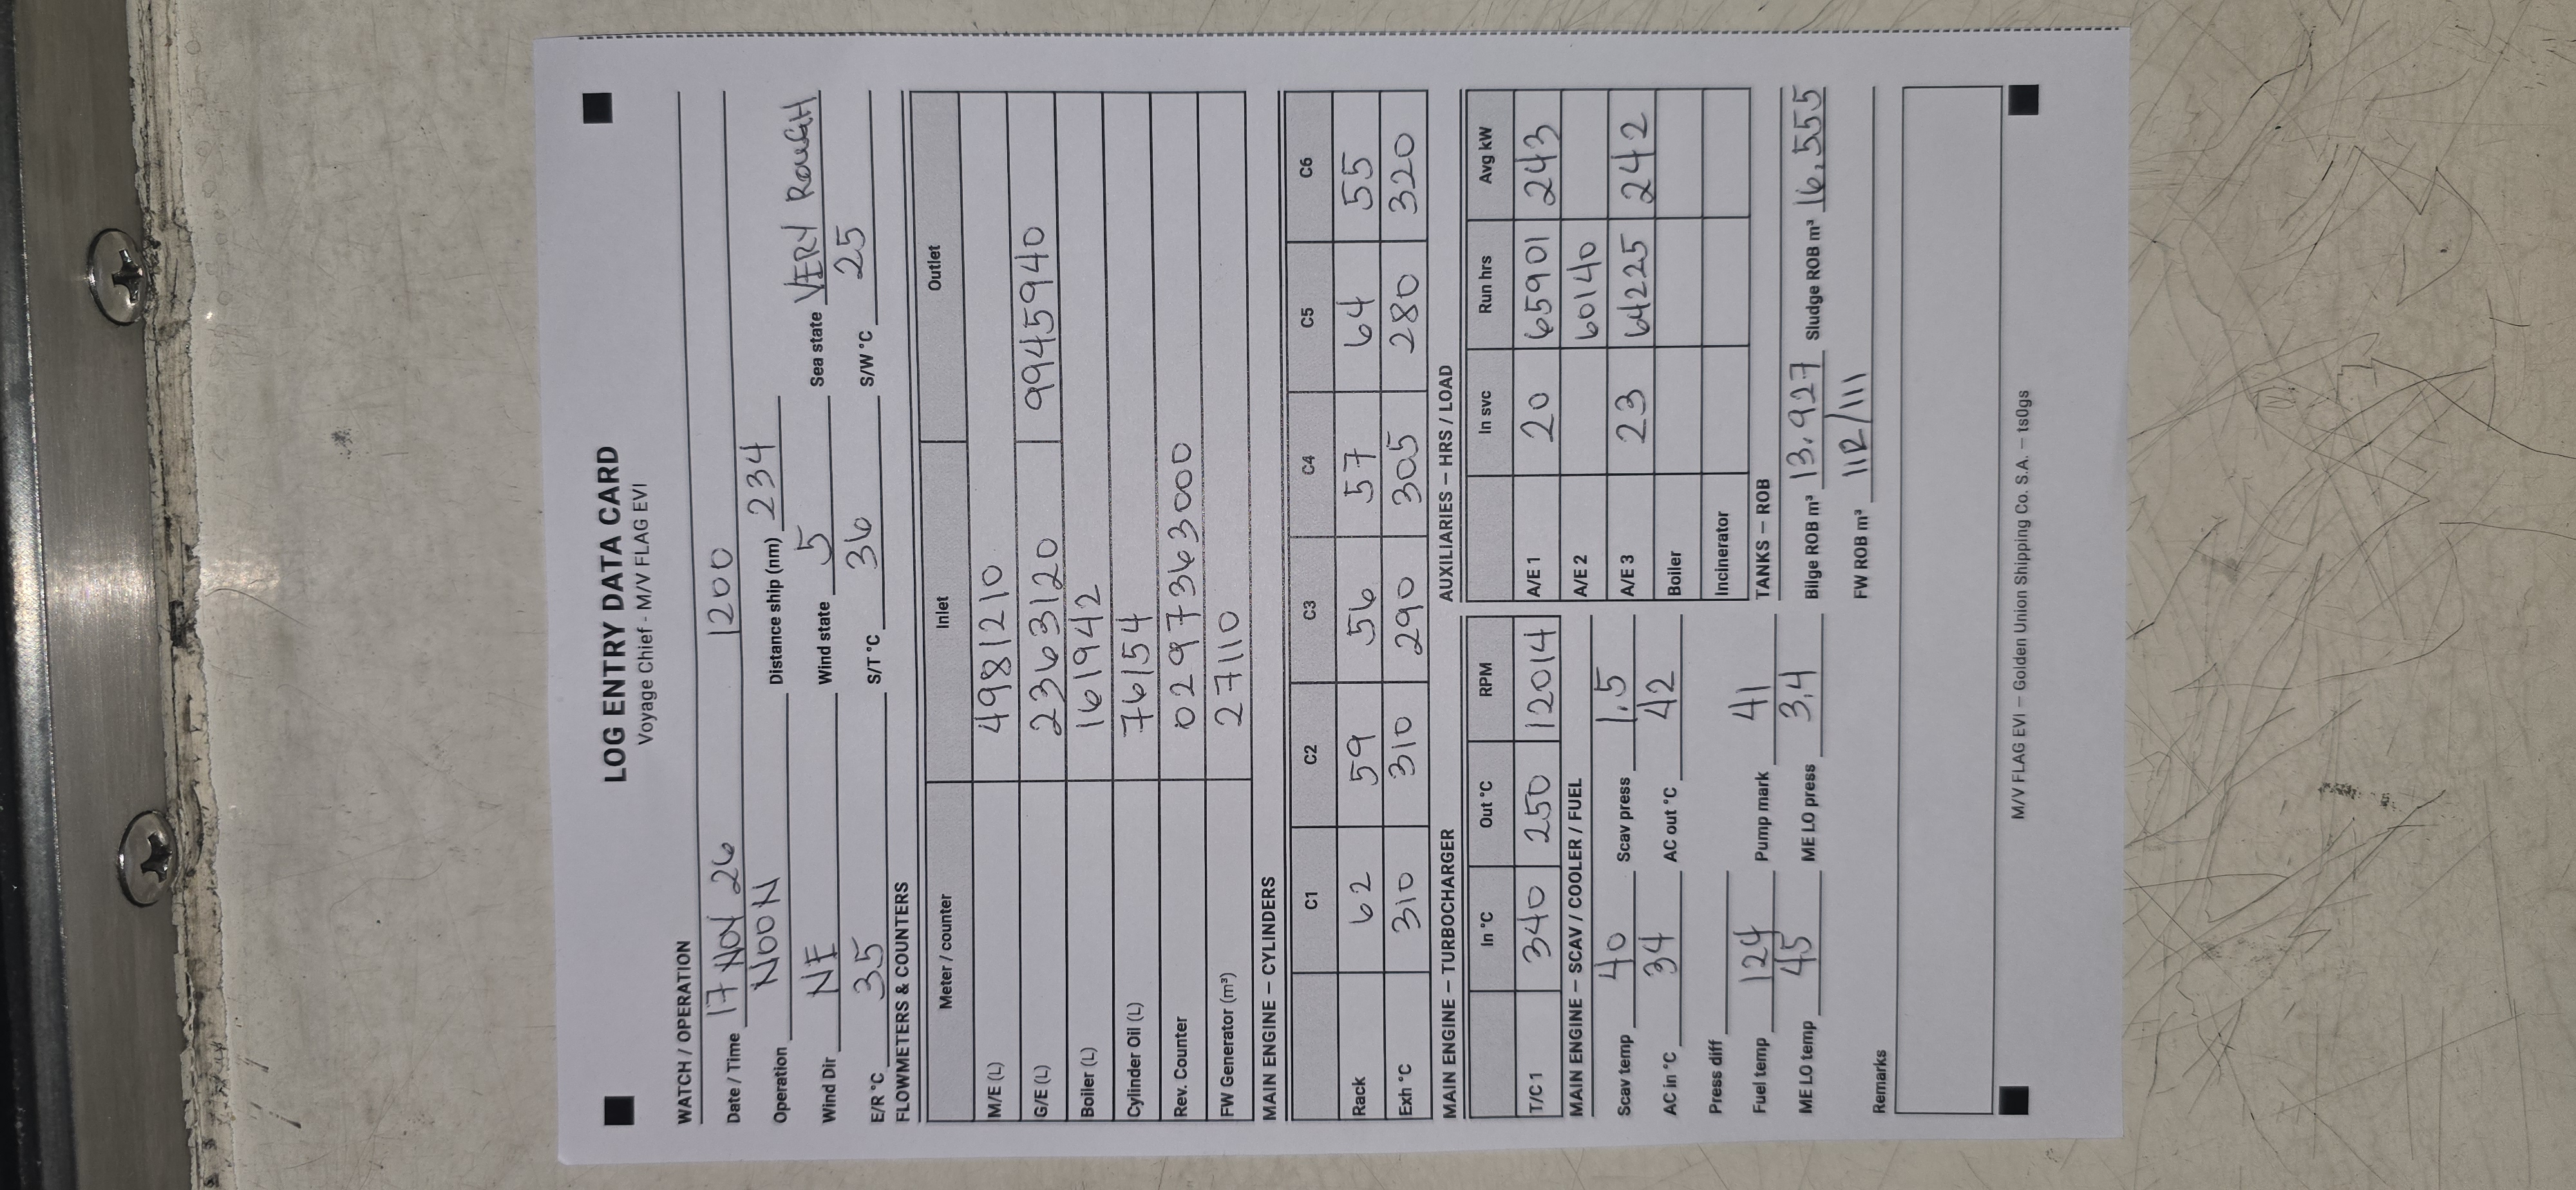 LOG ENTRY DATA CARD
Voyage Chief - M/V FLAG EVI
WATCH / OPERATION
Date / Time 17 NOV 26 1200
Operation NOON Distance ship (nm) 234
Wind Dir NE Wind state 5 Sea state VERY ROUGH
E/R °C 35 S/T °C 36 S/W °C 25
FLOWMETERS & COUNTERS
Meter / counter Inlet Outlet
M/E (L) 4981210
G/E (L) 2363120 9945940
Boiler (L) 161942
Cylinder Oil (L) 76154
Rev. Counter 0297363000
FW Generator (m³) 27110
MAIN ENGINE – CYLINDERS
C1 C2 C3 C4 C5 C6
Rack 62 59 56 57 64 55
Exh °C 310 310 290 305 280 320
MAIN ENGINE – TURBOCHARGER
In °C Out °C RPM
T/C 1 340 250 12014
MAIN ENGINE – SCAV / COOLER / FUEL
Scav temp 40 Scav press 1.5
AC in °C 34 AC out °C 42
Press diff
Fuel temp 124 Pump mark 41
ME LO temp 45 ME LO press 3.4
AUXILIARIES – HRS / LOAD
In svc Run hrs Avg kW
A/E 1 20 65901 243
A/E 2 60140
A/E 3 23 64225 242
Boiler
Incinerator
TANKS – ROB
Bilge ROB m³ 13.927 Sludge ROB m³ 16.555
FW ROB m³ 112/111
Remarks
M/V FLAG EVI – Golden Union Shipping Co. S.A. – ts0gs